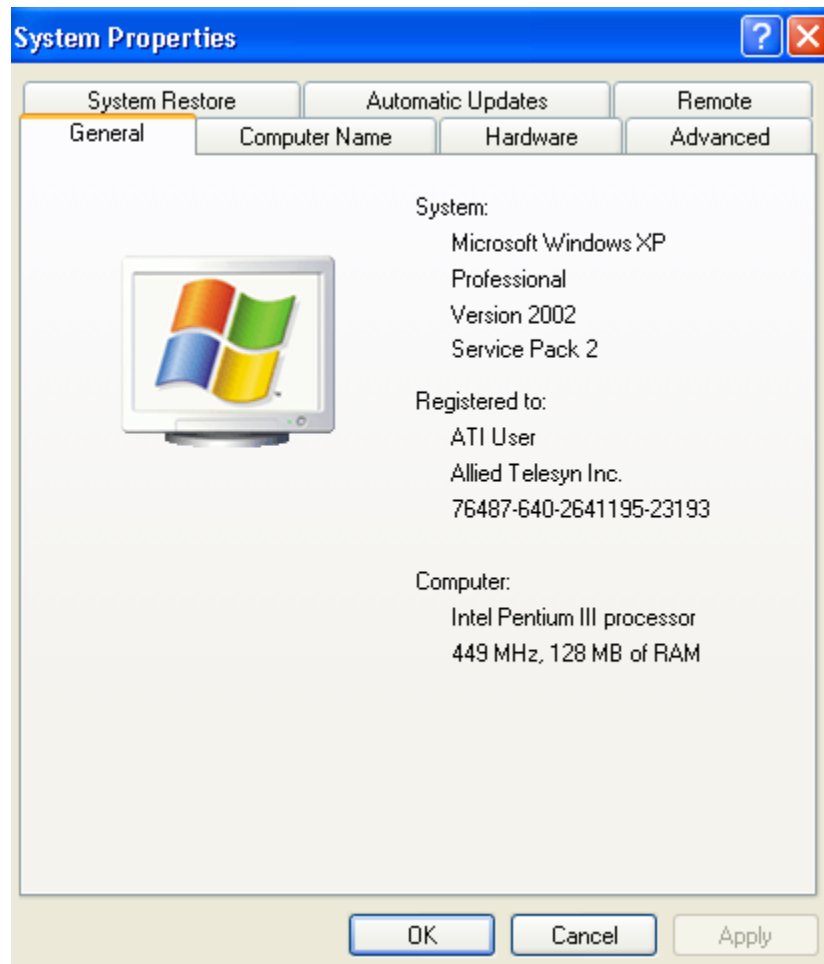 System Properties
System Restore
Automatic Updates
Remote
General
Computer Name
Hardware
Advanced
System:
Microsoft Windows XP
Professional
Version 2002
Service Pack 2
Registered to:
ATI User
Allied Telesyn Inc.
76487-640-2641195-23193
Computer:
Intel Pentium III processor
449 MHz, 128 MB of RAM
OK
Cancel
Apply